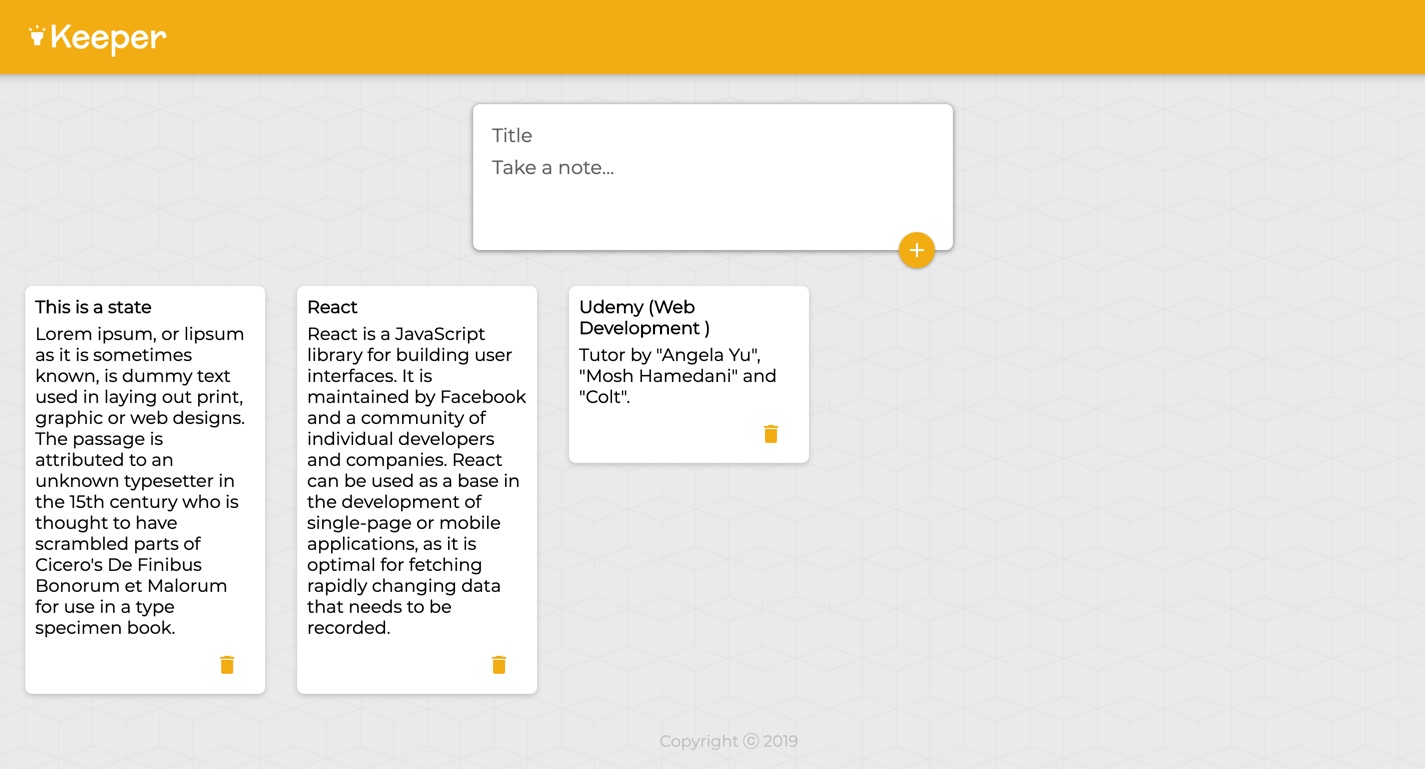 Keeper
Title
Take a note...
This is a state
Lorem ipsum, or lipsum
as it is sometimes
known, is dummy text
used in laying out print,
graphic or web designs.
The passage is
attributed to an
unknown typesetter in
the 15th century who is
thought to have
scrambled parts of
Cicero's De Finibus
Bonorum et Malorum
for use in a type
specimen book.
React
React is a JavaScript
library for building user
interfaces. It is
maintained by Facebook
and a community of
individual developers
and companies. React
can be used as a base in
the development of
single-page or mobile
applications, as it is
optimal for fetching
rapidly changing data
that needs to be
recorded.
Udemy (Web
Development )
Tutor by "Angela Yu",
"Mosh Hamedani" and
"Colt".
Copyright ⓒ 2019